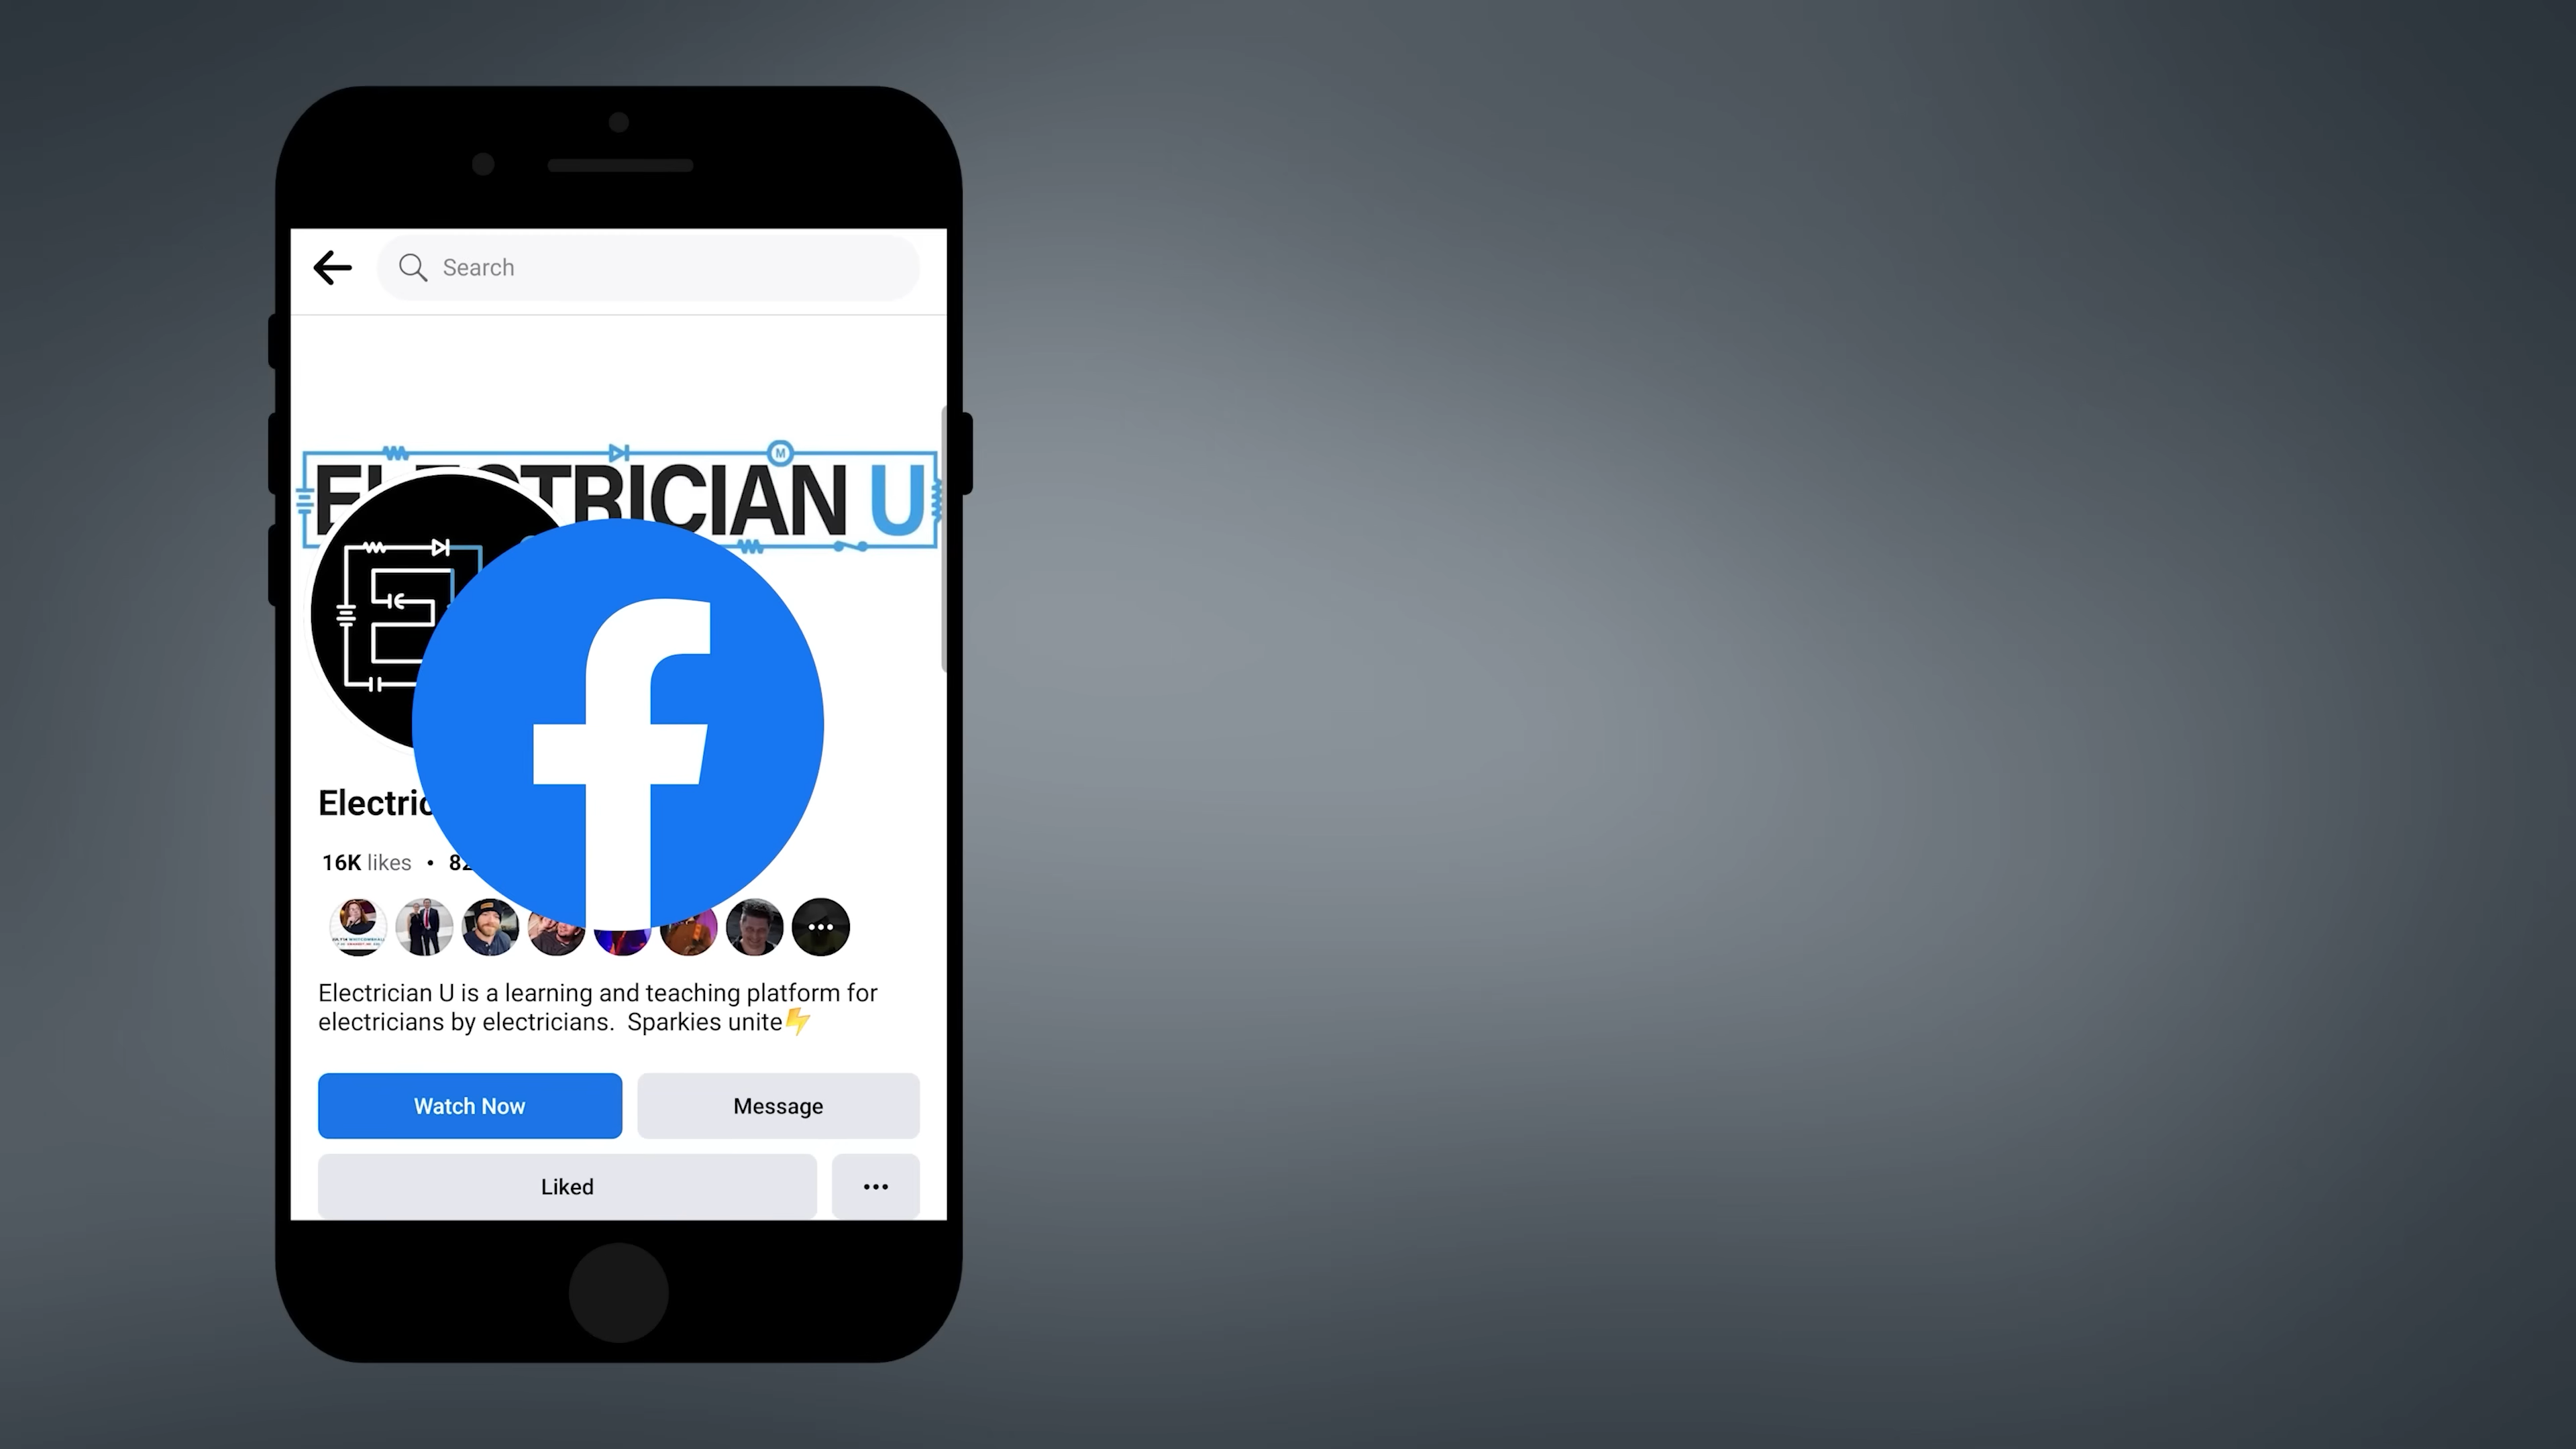 Search
M
ELECTRICIAN U
Electric
16K likes • 82
Electrician U is a learning and teaching platform for
electricians by electricians. Sparkies unite⚡
Watch Now
Message
Liked